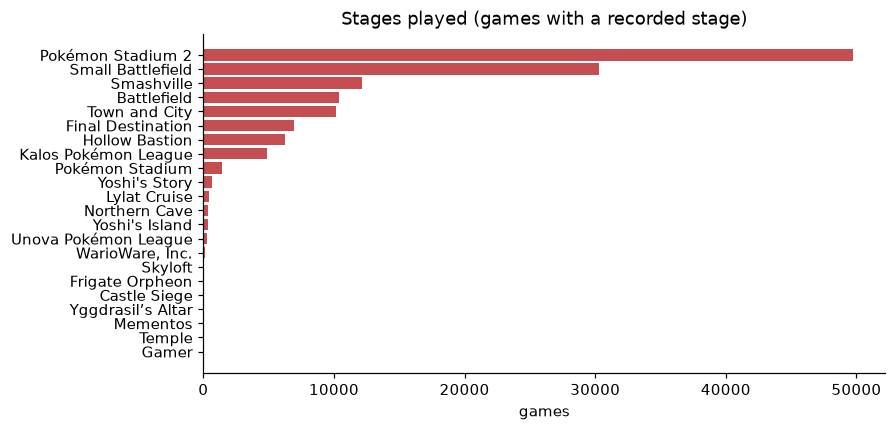 Stages played (games with a recorded stage)
Pokémon Stadium 2
Small Battlefield
Smashville
Battlefield
Town and City
Final Destination
Hollow Bastion
Kalos Pokémon League
Pokémon Stadium
Yoshi's Story
Lylat Cruise
Northern Cave
Yoshi's Island
Unova Pokémon League
WarioWare, Inc.
Skyloft
Frigate Orpheon
Castle Siege
Yggdrasil’s Altar
Mementos
Temple
Gamer
0 10000 20000 30000 40000 50000
games